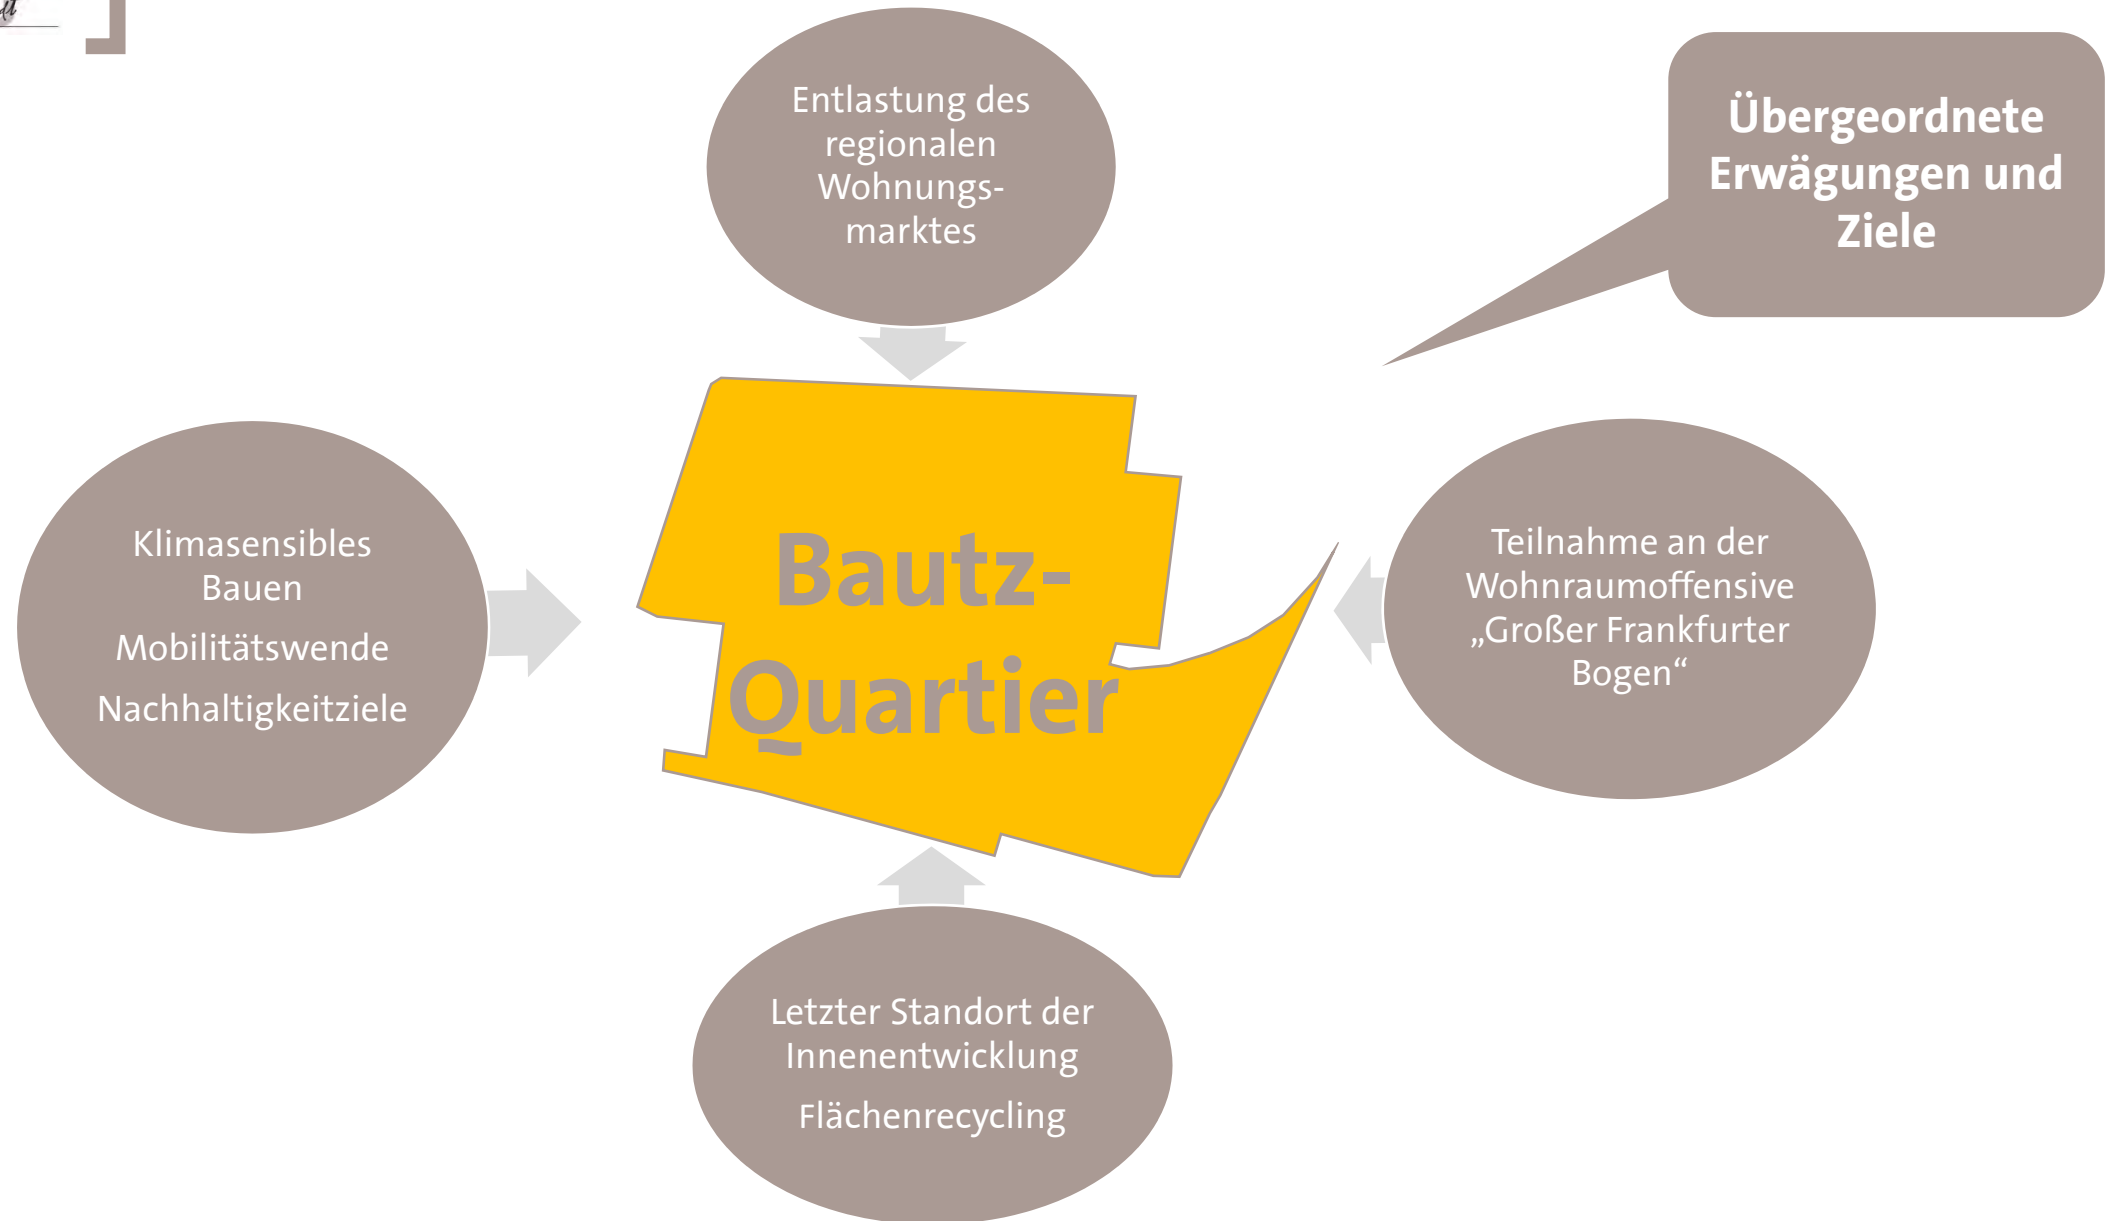 Entlastung des
regionalen
Wohnungs-
marktes
Übergeordnete
Erwägungen und
Ziele
Klimasensibles
Bauen
Mobilitätswende
Nachhaltigkeitziele
Bautz-
Quartier
Teilnahme an der
Wohnraumoffensive
„Großer Frankfurter
Bogen“
Letzter Standort der
Innenentwicklung
Flächenrecycling